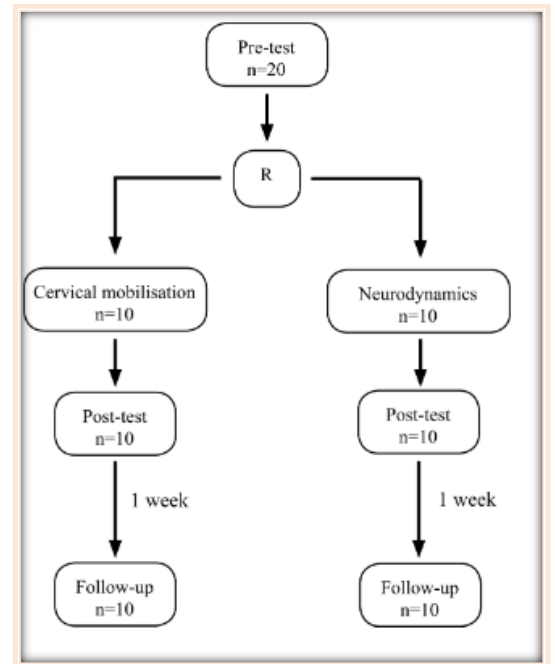 Pre-test
n=20
R
Cervical mobilisation
n=10
Neurodynamics
n=10
Post-test
n=10
Post-test
n=10
1 week
1 week
Follow-up
n=10
Follow-up
n=10